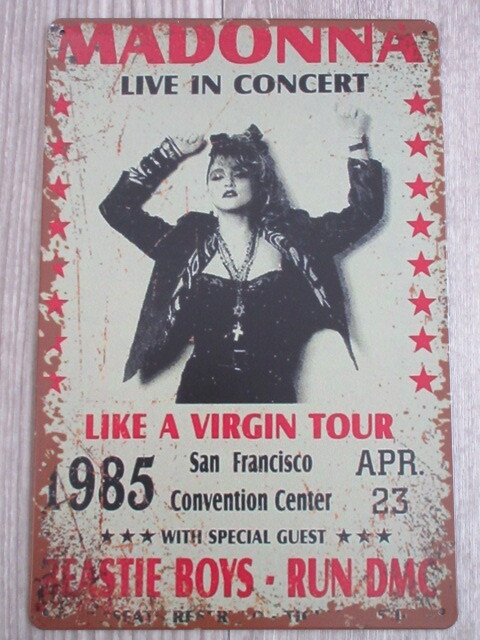 MADONNA
LIVE IN CONCERT
LIKE A VIRGIN TOUR
1985
San Francisco
Convention Center
APR.
23
WITH SPECIAL GUEST
BEASTIE BOYS · RUN DMC